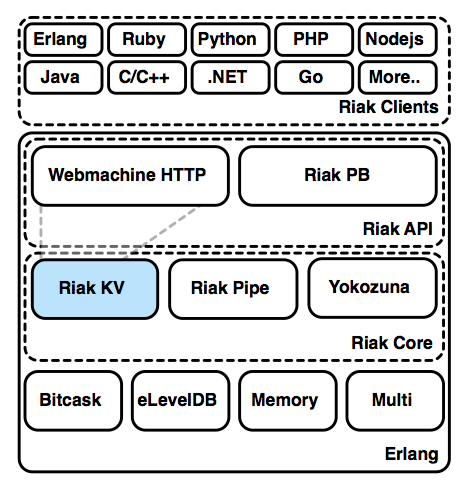 Erlang Ruby Python PHP Nodejs
Java C/C++ .NET Go More..
Riak Clients
Webmachine HTTP Riak PB
Riak API
Riak KV Riak Pipe Yokozuna
Riak Core
Bitcask eLevelDB Memory Multi
Erlang